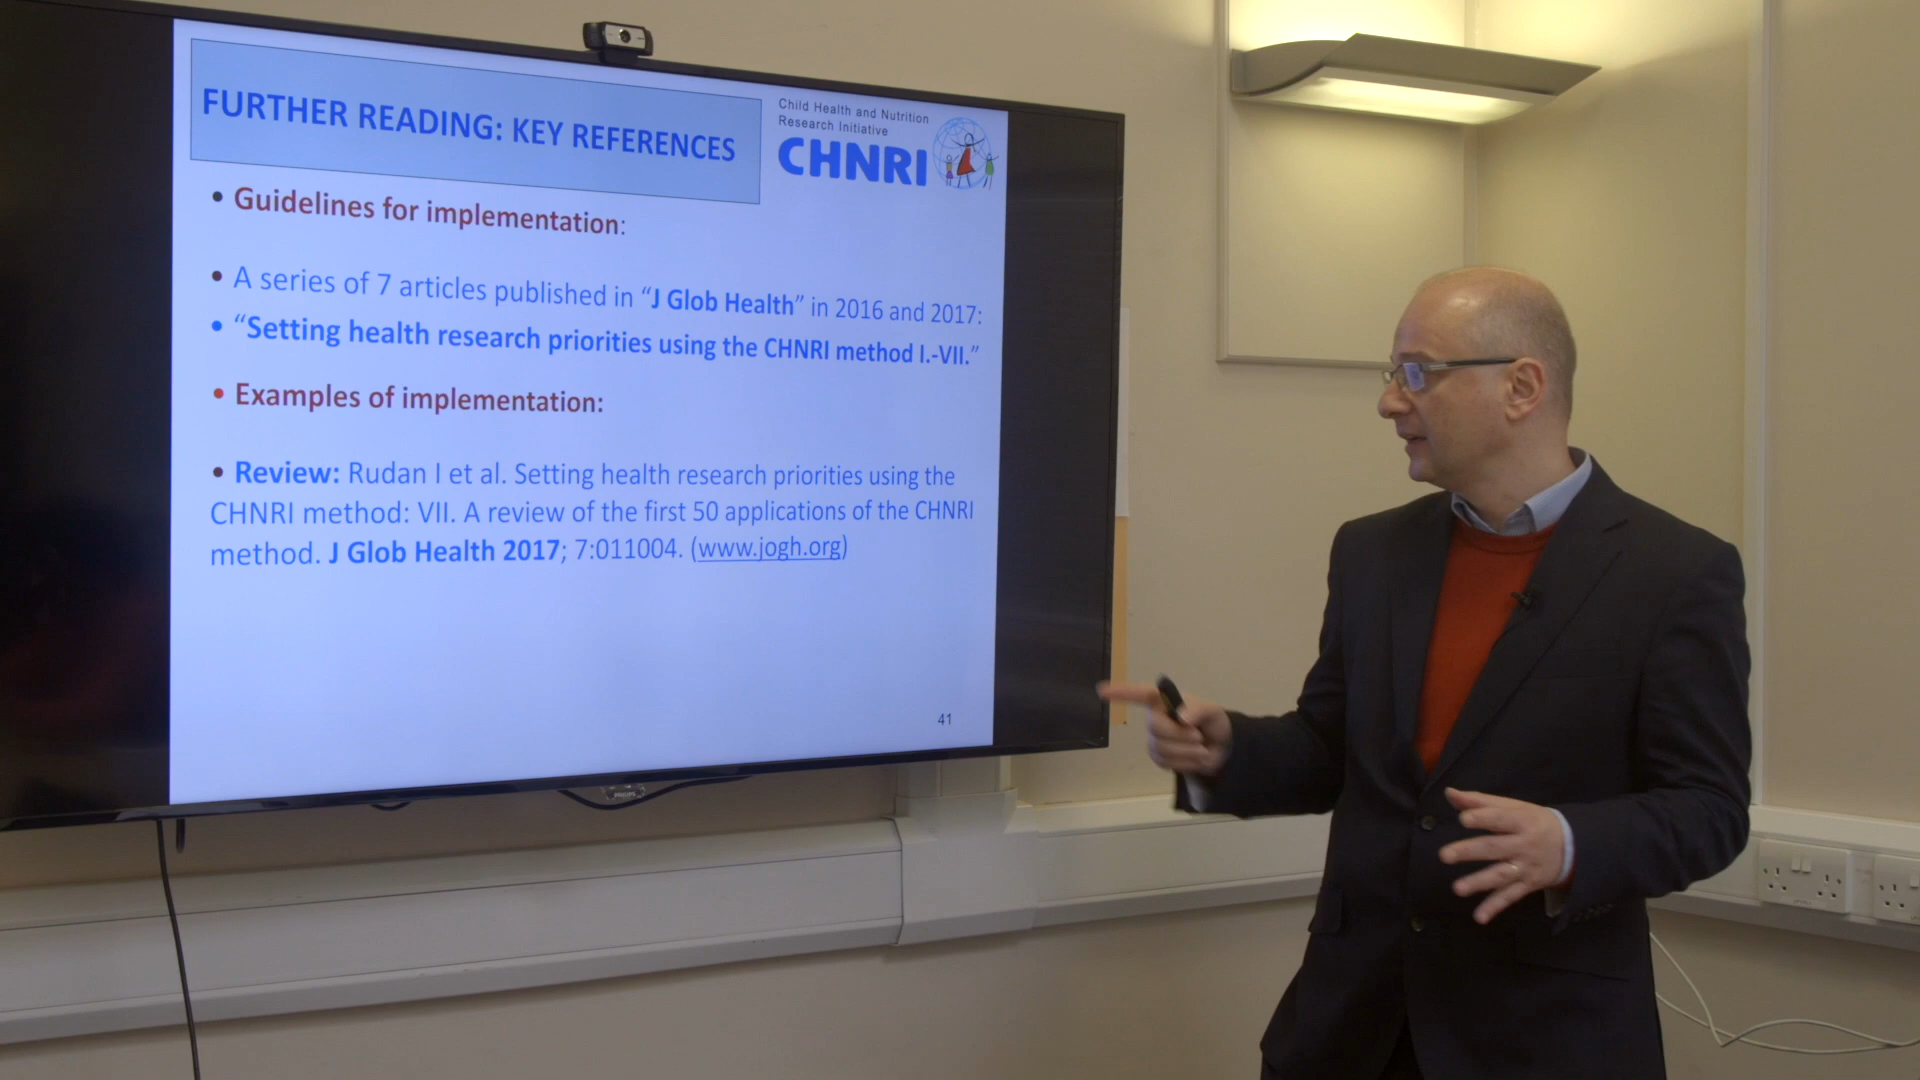 FURTHER READING: KEY REFERENCES
Child Health and Nutrition
Research Initiative
CHNRI
• Guidelines for implementation:
• A series of 7 articles published in “J Glob Health” in 2016 and 2017:
• “Setting health research priorities using the CHNRI method I.-VII.”
• Examples of implementation:
• Review: Rudan I et al. Setting health research priorities using the
CHNRI method: VII. A review of the first 50 applications of the CHNRI
method. J Glob Health 2017; 7:011004. (www.jogh.org)
41